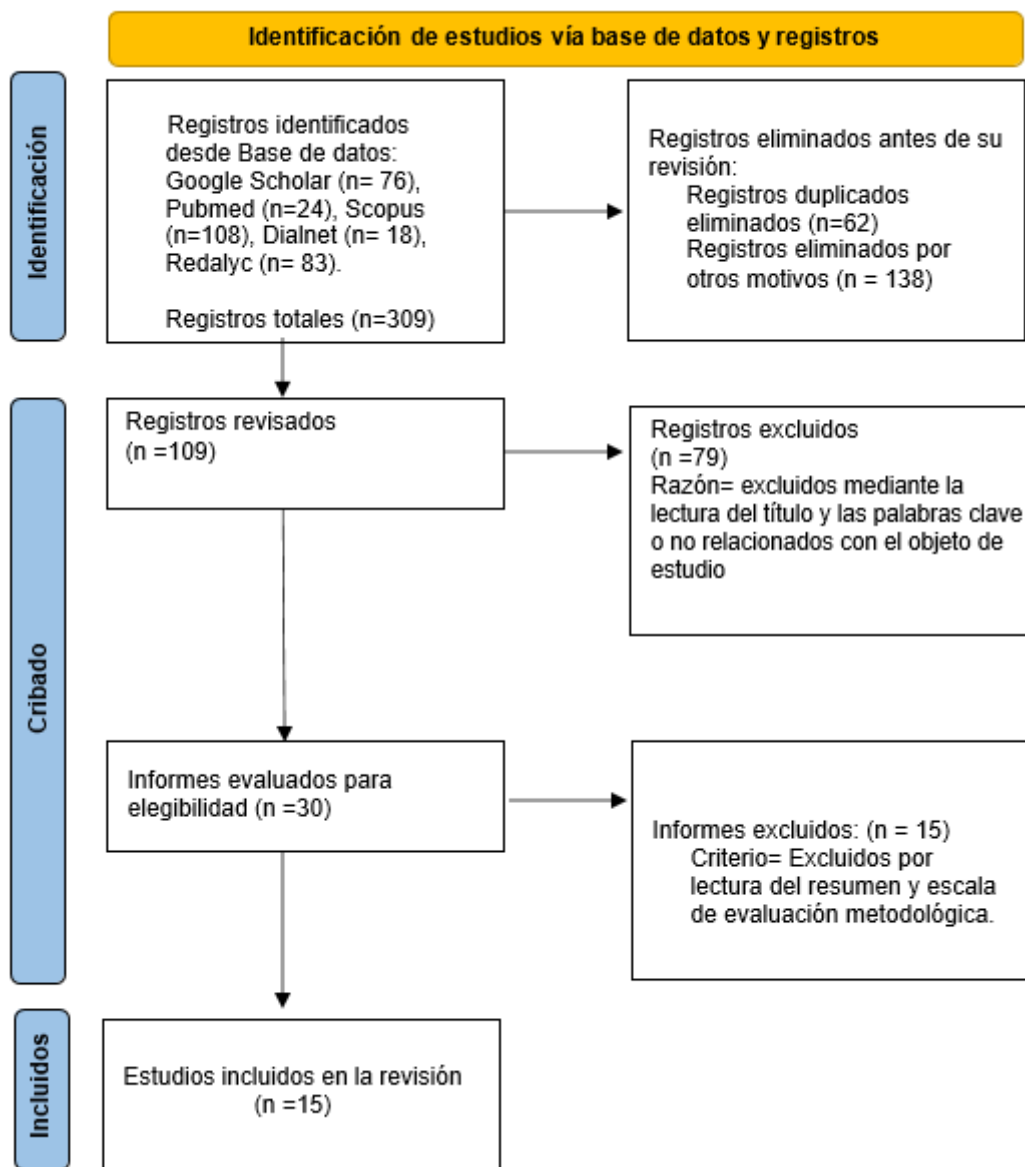 Identificación de estudios vía base de datos y registros
Identificación
Registros identificados
desde Base de datos:
Google Scholar (n= 76),
Pubmed (n=24), Scopus
(n=108), Dialnet (n= 18),
Redalyc (n= 83).
Registros totales (n=309)
Registros eliminados antes de su
revisión:
Registros duplicados
eliminados (n=62)
Registros eliminados por
otros motivos (n = 138)
Cribado
Registros revisados
(n =109)
Registros excluidos
(n =79)
Razón= excluidos mediante la
lectura del título y las palabras clave
o no relacionados con el objeto de
estudio
Informes evaluados para
elegibilidad (n =30)
Informes excluidos: (n = 15)
Criterio= Excluidos por
lectura del resumen y escala
de evaluación metodológica.
Incluidos
Estudios incluidos en la revisión
(n =15)